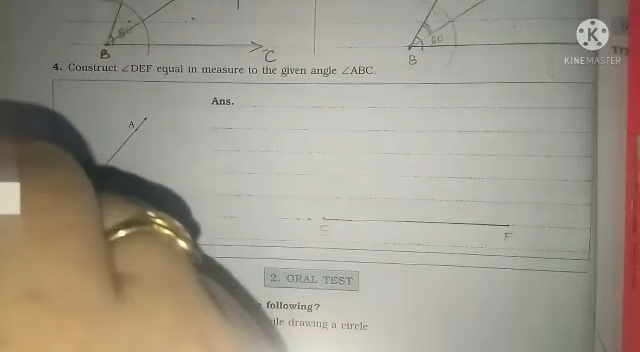 B
C
B
60
KINEMASTER
4. Construct ∠DEF equal in measure to the given angle ∠ABC.
Ans.
A
E
F
2. ORAL TEST
following?
ile drawing a circle